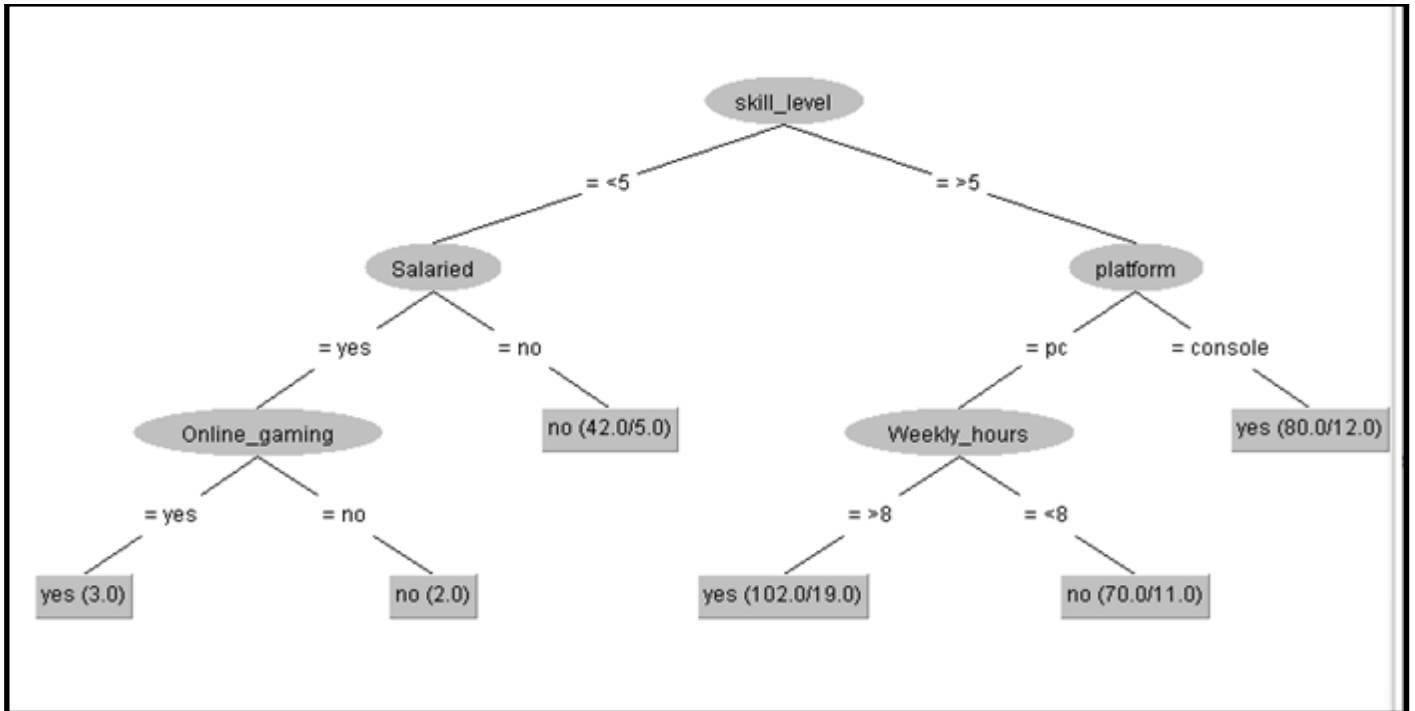 skill_level
= <5
= >5
Salaried
platform
= yes
= no
= pc
= console
Online_gaming
no (42.0/5.0)
Weekly_hours
yes (80.0/12.0)
= yes
= no
= >8
= <8
yes (3.0)
no (2.0)
yes (102.0/19.0)
no (70.0/11.0)